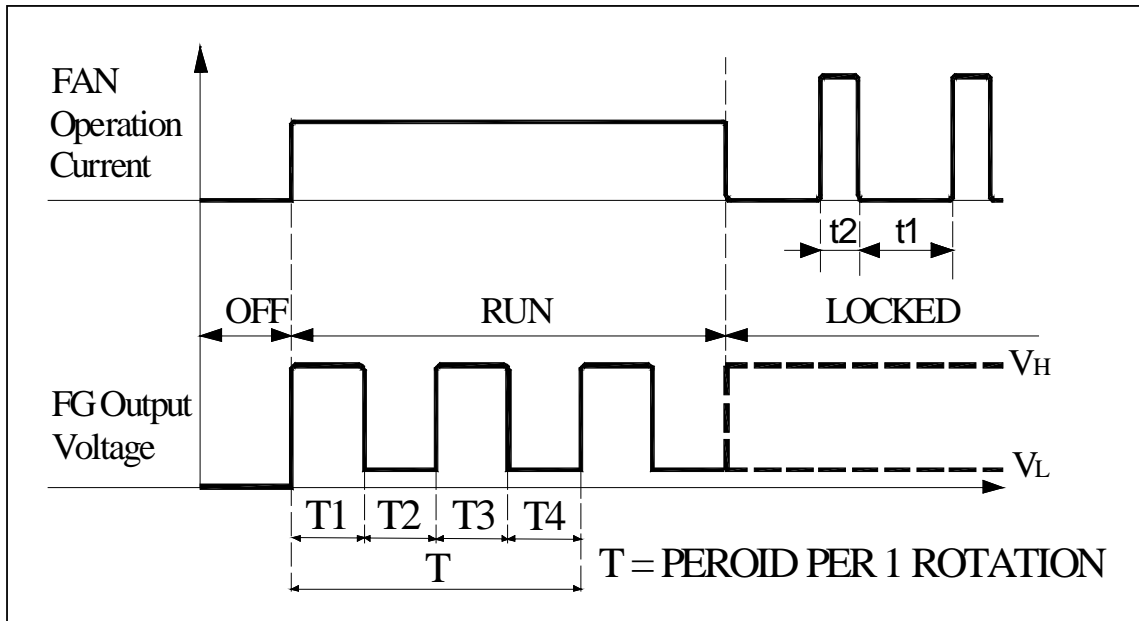 FAN
Operation
Current
t2 t1
OFF RUN LOCKED
VH
FG Output
Voltage
VL
T1 T2 T3 T4
T
T = PEROID PER 1 ROTATION